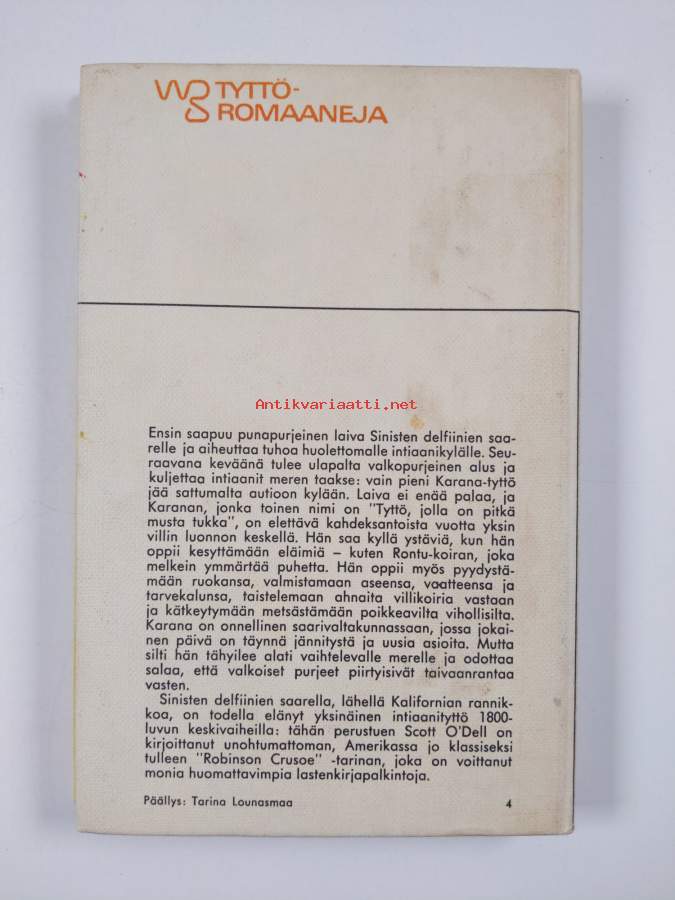 WS TYTTÖ-
ROMAANEJA
Antikvariaatti.net
Ensin saapuu punapurjeinen laiva Sinisten delfiinien saa-
relle ja aiheuttaa tuhoa huolettomalle intiaanikylälle. Seu-
raavana keväänä tulee ulapalta valkopurjeinen alus ja
kuljettaa intiaanit meren taakse: vain pieni Karana-tyttö
jää sattumalta autioon kylään. Laiva ei enää palaa, ja
Karanan, jonka toinen nimi on "Tyttö, jolla on pitkä
musta tukka", on elettävä kahdeksantoista vuotta yksin
villin luonnon keskellä. Hän saa kyllä ystäviä, kun hän
oppii kesyttämään eläimiä – kuten Rontu-koiran, joka
melkein ymmärtää puhetta. Hän oppii myös pyydystä-
mään ruokansa, valmistamaan aseensa, vaatteensa ja
tarvekalunsa, taistelemaan ahnaita villikoiria vastaan
ja kätkeytymään metsästämään poikkeavilta vihollisilta.
Karana on onnellinen saarivaltakunnassaan, jossa jokai-
nen päivä on täynnä jännitystä ja uusia asioita. Mutta
silti hän tähyilee alati vaihtelevalle merelle ja odottaa
salaa, että valkoiset purjeet piirtyisivät taivaanrantaa
vasten.
Sinisten delfiinien saarella, lähellä Kalifornian rannik-
koa, on todella elänyt yksinäinen intiaanityttö 1800-
luvun keskivaiheilla: tähän perustuen Scott O'Dell on
kirjoittanut unohtumattoman, Amerikassa jo klassiseksi
tulleen "Robinson Crusoe" -tarinan, joka on voittanut
monia huomattavimpia lastenkirjapalkintoja.
Päällys: Tarina Lounasmaa 4